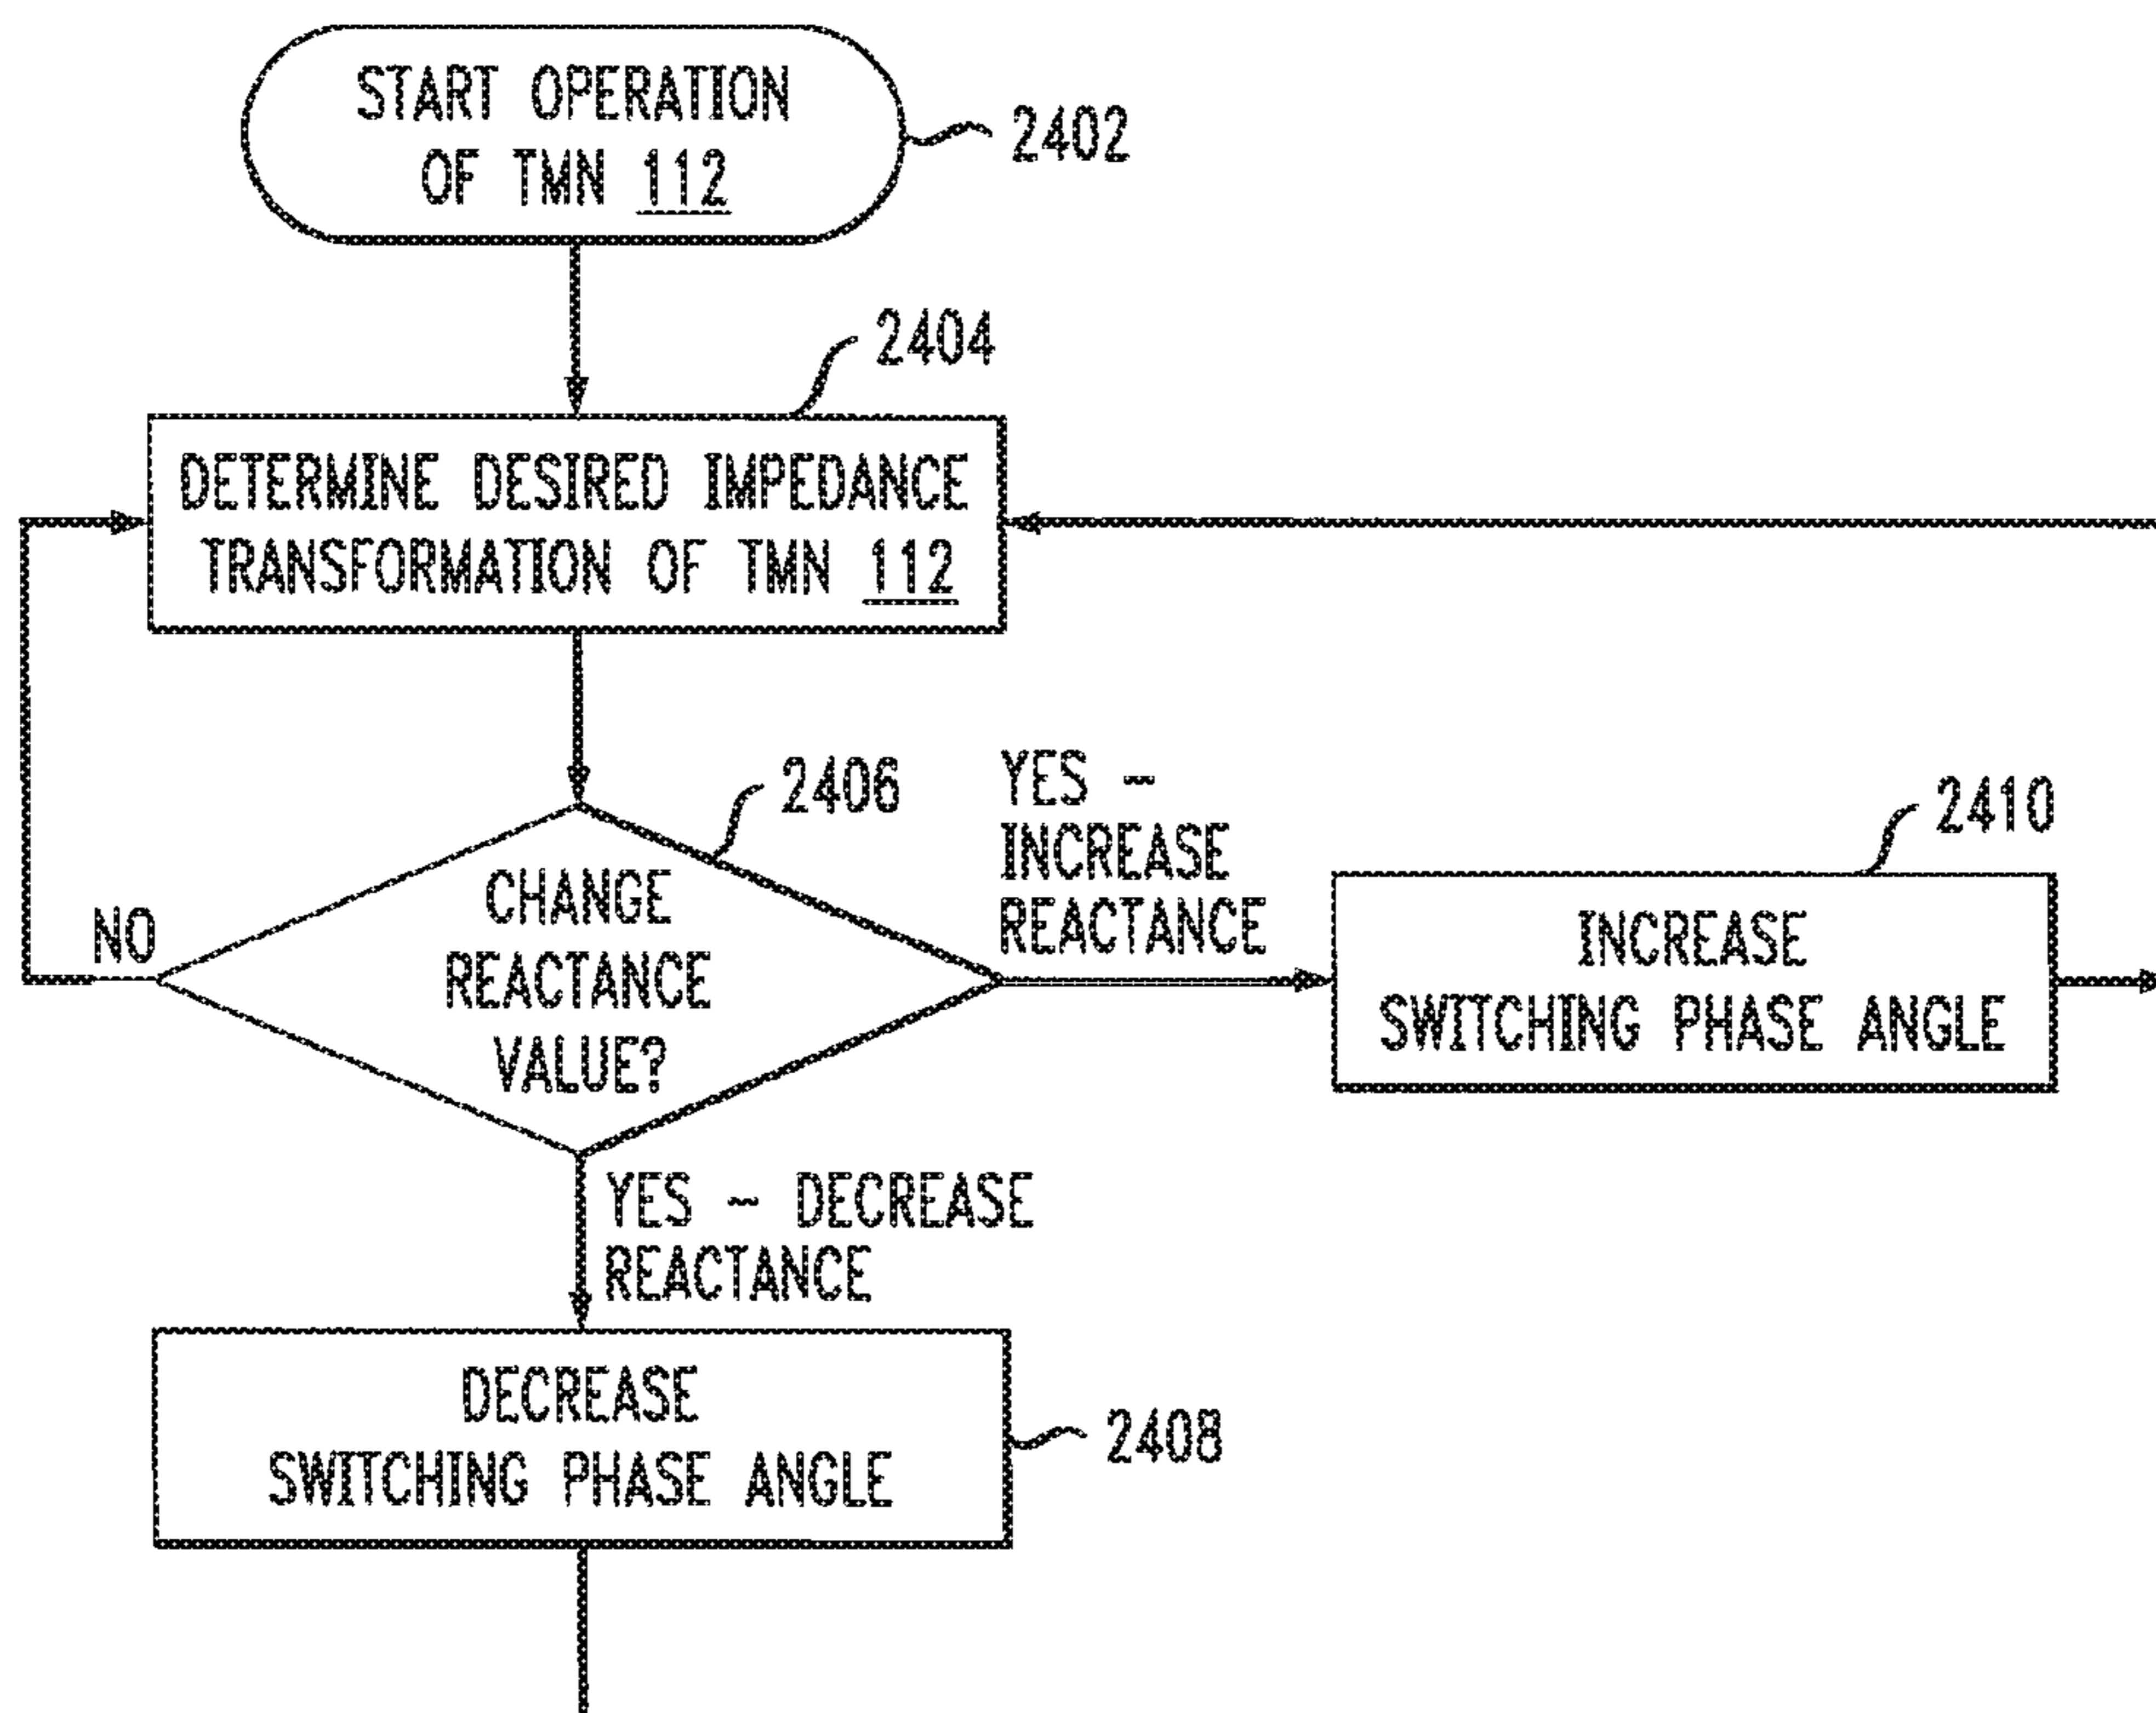 START OPERATION
OF TMN 112
2402
2404
DETERMINE DESIRED IMPEDANCE
TRANSFORMATION OF TMN 112
2406
CHANGE
REACTANCE
VALUE?
NO
YES -
INCREASE
REACTANCE
2410
INCREASE
SWITCHING PHASE ANGLE
YES - DECREASE
REACTANCE
DECREASE
SWITCHING PHASE ANGLE
2408